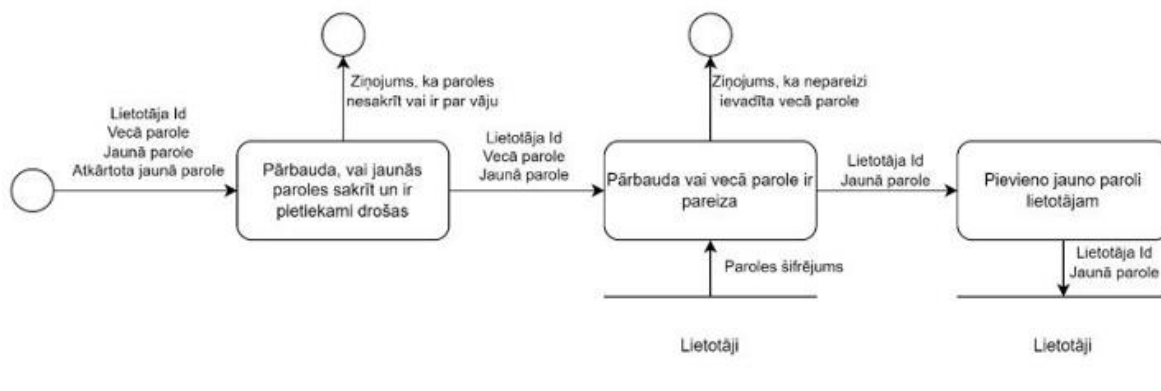 Ziņojums, ka paroles
nesakrīt vai ir par vāju
Ziņojums, ka nepareizi
ievadīta vecā parole
Lietotāja Id
Vecā parole
Jaunā parole
Atkārtota jaunā parole
Pārbauda, vai jaunās
paroles sakrīt un ir
pietiekami drošas
Lietotāja Id
Vecā parole
Jaunā parole
Pārbauda vai vecā parole ir
pareiza
Lietotāja Id
Jaunā parole
Pievieno jauno paroli
lietotājam
Paroles šifrējums
Lietotāja Id
Jaunā parole
Lietotāji
Lietotāji